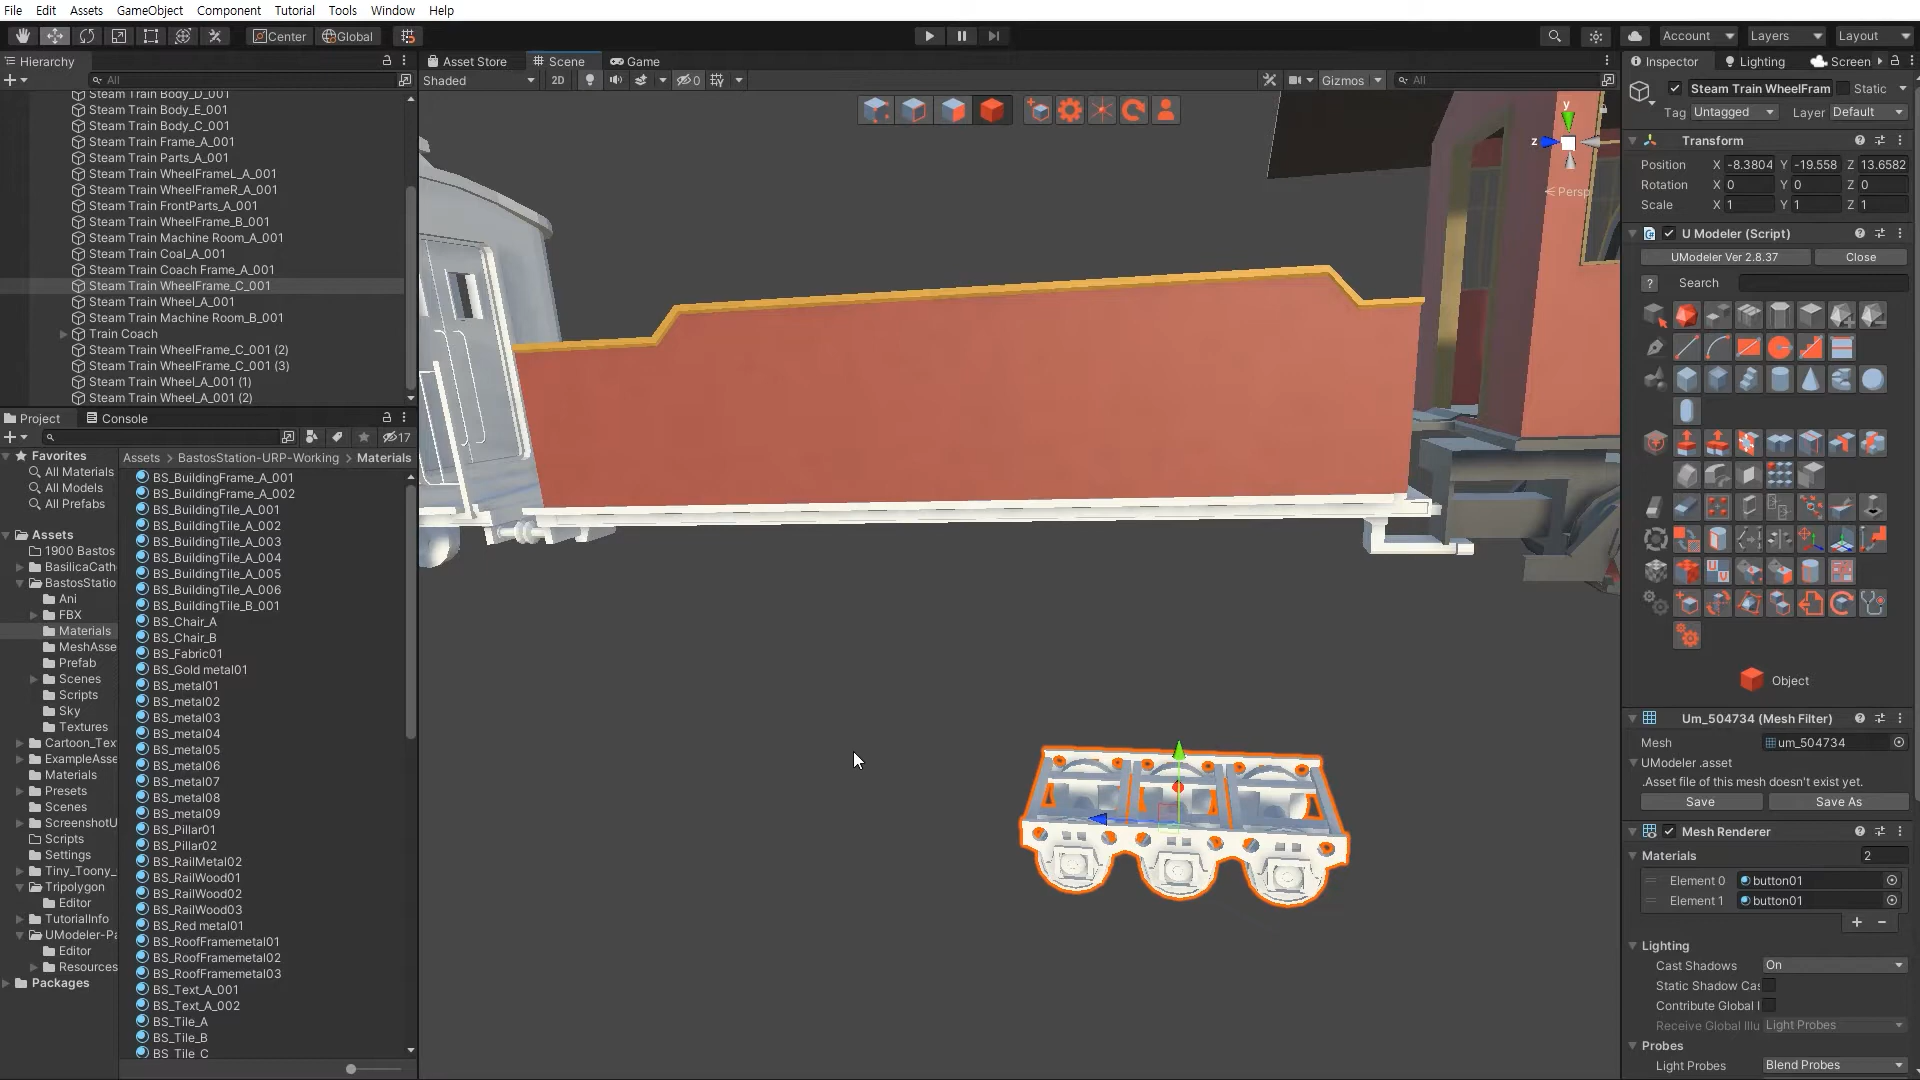 File Edit Assets GameObject Component Tutorial Tools Window Help
Center Global Account Layers Layout
Hierarchy Asset Store Scene Game Inspector Lighting Screen
All Shaded 2D 0 Gizmos All
Steam Train Body_D_001
Steam Train Body_E_001
Steam Train Body_C_001
Steam Train Frame_A_001
Steam Train Parts_A_001
Steam Train WheelFrameL_A_001
Steam Train WheelFrameR_A_001
Steam Train FrontParts_A_001
Steam Train WheelFrame_B_001
Steam Train Machine Room_A_001
Steam Train Coal_A_001
Steam Train Coach Frame_A_001
Steam Train WheelFrame_C_001
Steam Train Wheel_A_001
Steam Train Machine Room_B_001
Train Coach
Steam Train WheelFrame_C_001 (2)
Steam Train WheelFrame_C_001 (3)
Steam Train Wheel_A_001 (1)
Steam Train Wheel_A_001 (2)
Project Console
17
Favorites
All Materials
All Models
All Prefabs
Assets
1900 Bastos
BasilicaCath
BastosStatio
Ani
FBX
Materials
MeshAsse
Prefab
Scenes
Scripts
Sky
Textures
Cartoon_Tex
ExampleAsse
Materials
Presets
Scenes
ScreenshotU
Scripts
Settings
Tiny_Toony_
Tripolygon
Editor
TutorialInfo
UModeler-Pa
Editor
Resources
Packages
Assets > BastosStation-URP-Working > Materials
BS_BuildingFrame_A_001
BS_BuildingFrame_A_002
BS_BuildingTile_A_001
BS_BuildingTile_A_002
BS_BuildingTile_A_003
BS_BuildingTile_A_004
BS_BuildingTile_A_005
BS_BuildingTile_A_006
BS_BuildingTile_B_001
BS_Chair_A
BS_Chair_B
BS_Fabric01
BS_Gold metal01
BS_metal01
BS_metal02
BS_metal03
BS_metal04
BS_metal05
BS_metal06
BS_metal07
BS_metal08
BS_metal09
BS_Pillar01
BS_Pillar02
BS_RailMetal02
BS_RailWood01
BS_RailWood02
BS_RailWood03
BS_Red metal01
BS_RoofFramemetal01
BS_RoofFramemetal02
BS_RoofFramemetal03
BS_Text_A_001
BS_Text_A_002
BS_Tile_A
BS_Tile_B
BS_Tile_C
y
z
< Persp
Steam Train WheelFram Static
Tag Untagged Layer Default
Transform
Position X -8.3804 Y -19.558 Z 13.6582
Rotation X 0 Y 0 Z 0
Scale X 1 Y 1 Z 1
U Modeler (Script)
UModeler Ver 2.8.37 Close
? Search
Object
Um_504734 (Mesh Filter)
Mesh um_504734
UModeler .asset
.Asset file of this mesh doesn't exist yet.
Save Save As
Mesh Renderer
Materials 2
Element 0 button01
Element 1 button01
+ −
Lighting
Cast Shadows On
Static Shadow Cas
Contribute Global I
Receive Global Illu Light Probes
Probes
Light Probes Blend Probes